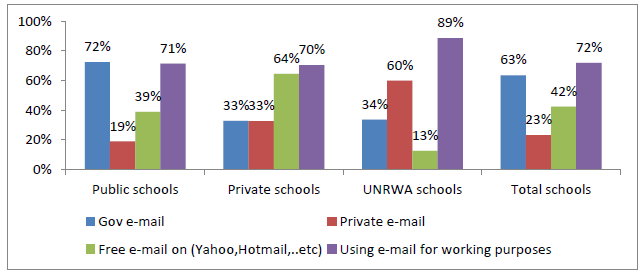 100%
80%
60%
40%
20%
0%
72%
19%
39%
71%
33%
33%
64%
70%
34%
60%
13%
89%
63%
23%
42%
72%
Public schools
Private schools
UNRWA schools
Total schools
Gov e-mail
Private e-mail
Free e-mail on (Yahoo,Hotmail,..etc)
Using e-mail for working purposes